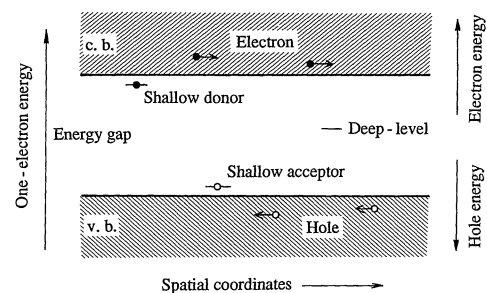 c. b.
Electron
Shallow donor
Energy gap
Deep - level
Shallow acceptor
v. b.
Hole
One - electron energy
Electron energy
Hole energy
Spatial coordinates